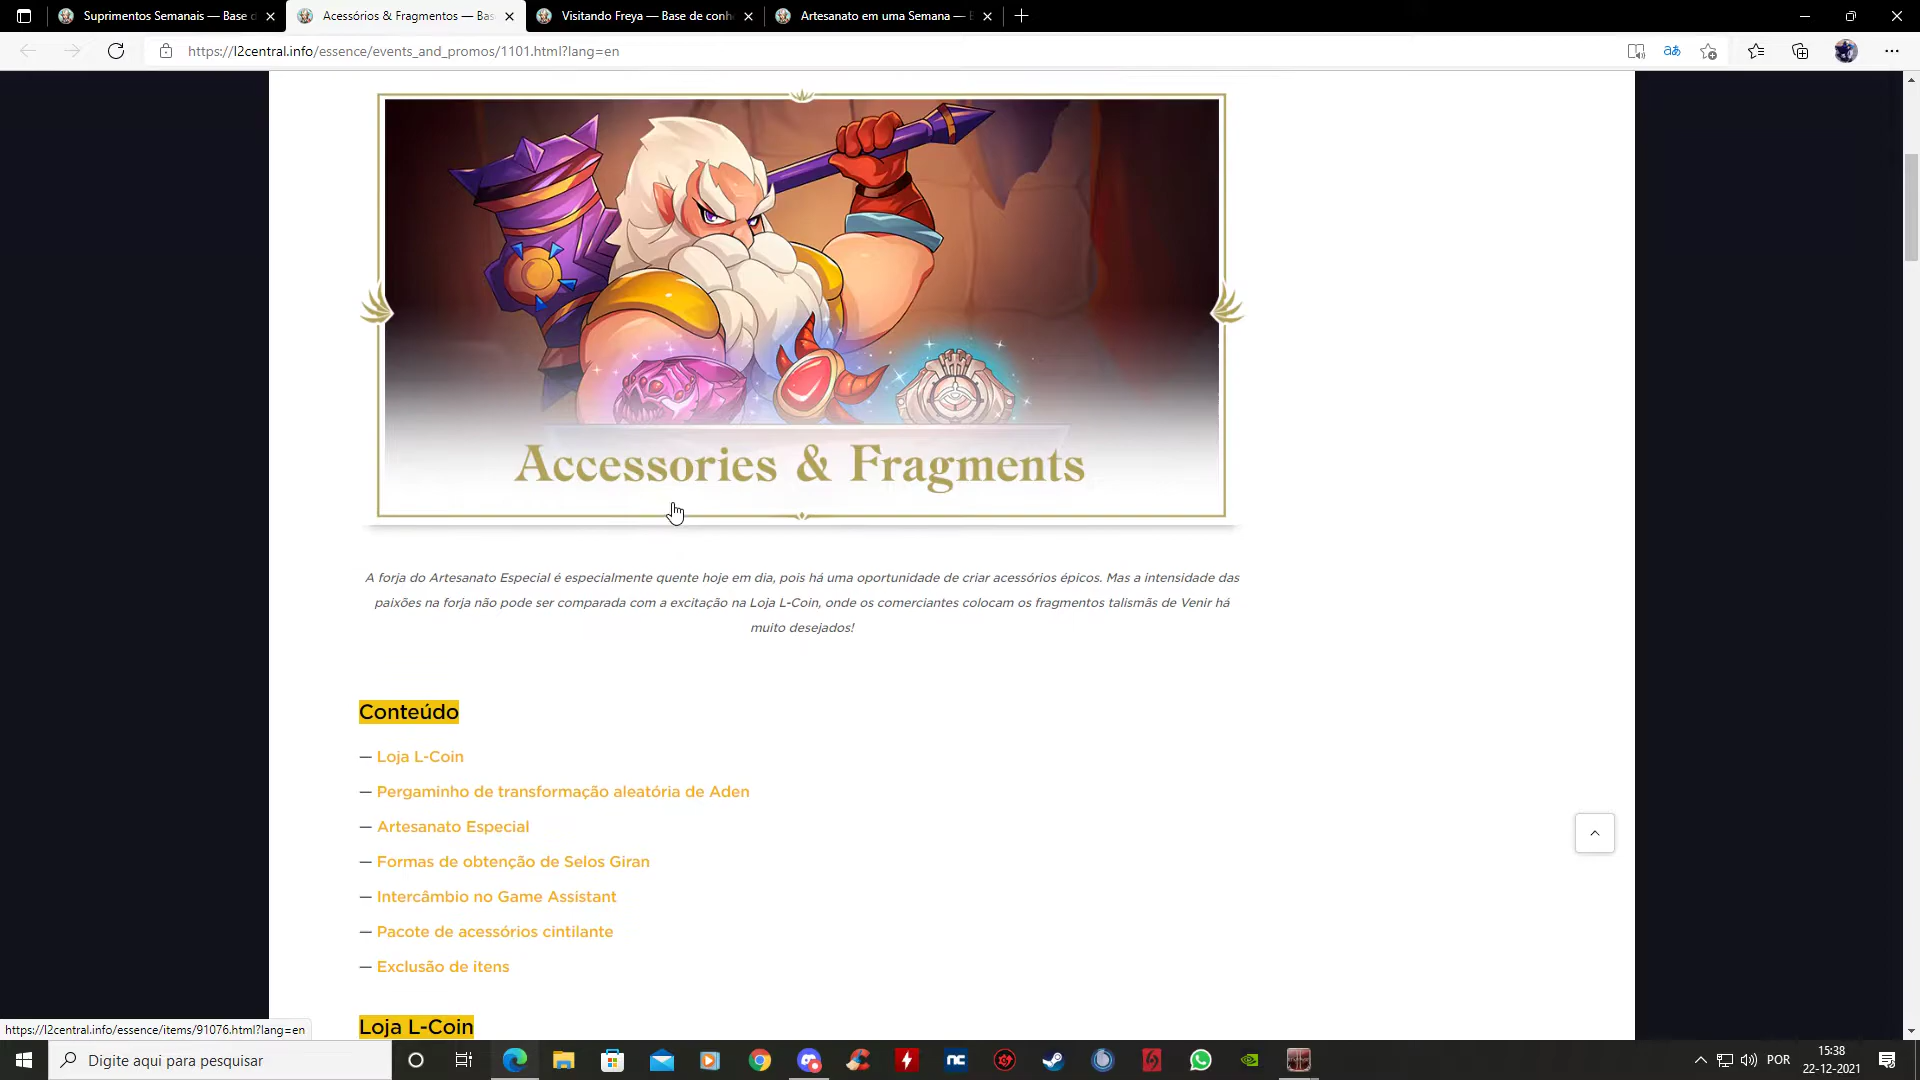 Suprimentos Semanais — Base d
Acessórios & Fragmentos — Bas
Visitando Freya — Base de conh
Artesanato em uma Semana — B
https://l2central.info/essence/events_and_promos/1101.html?lang=en
aあ
Accessories & Fragments
A forja do Artesanato Especial é especialmente quente hoje em dia, pois há uma oportunidade de criar acessórios épicos. Mas a intensidade das
paixões na forja não pode ser comparada com a excitação na Loja L-Coin, onde os comerciantes colocam os fragmentos talismãs de Venir há
muito desejados!
Conteúdo
— Loja L-Coin
— Pergaminho de transformação aleatória de Aden
— Artesanato Especial
— Formas de obtenção de Selos Giran
— Intercâmbio no Game Assistant
— Pacote de acessórios cintilante
— Exclusão de itens
Loja L-Coin
https://l2central.info/essence/items/91076.html?lang=en
Digite aqui para pesquisar
nc
POR
15:38
22-12-2021